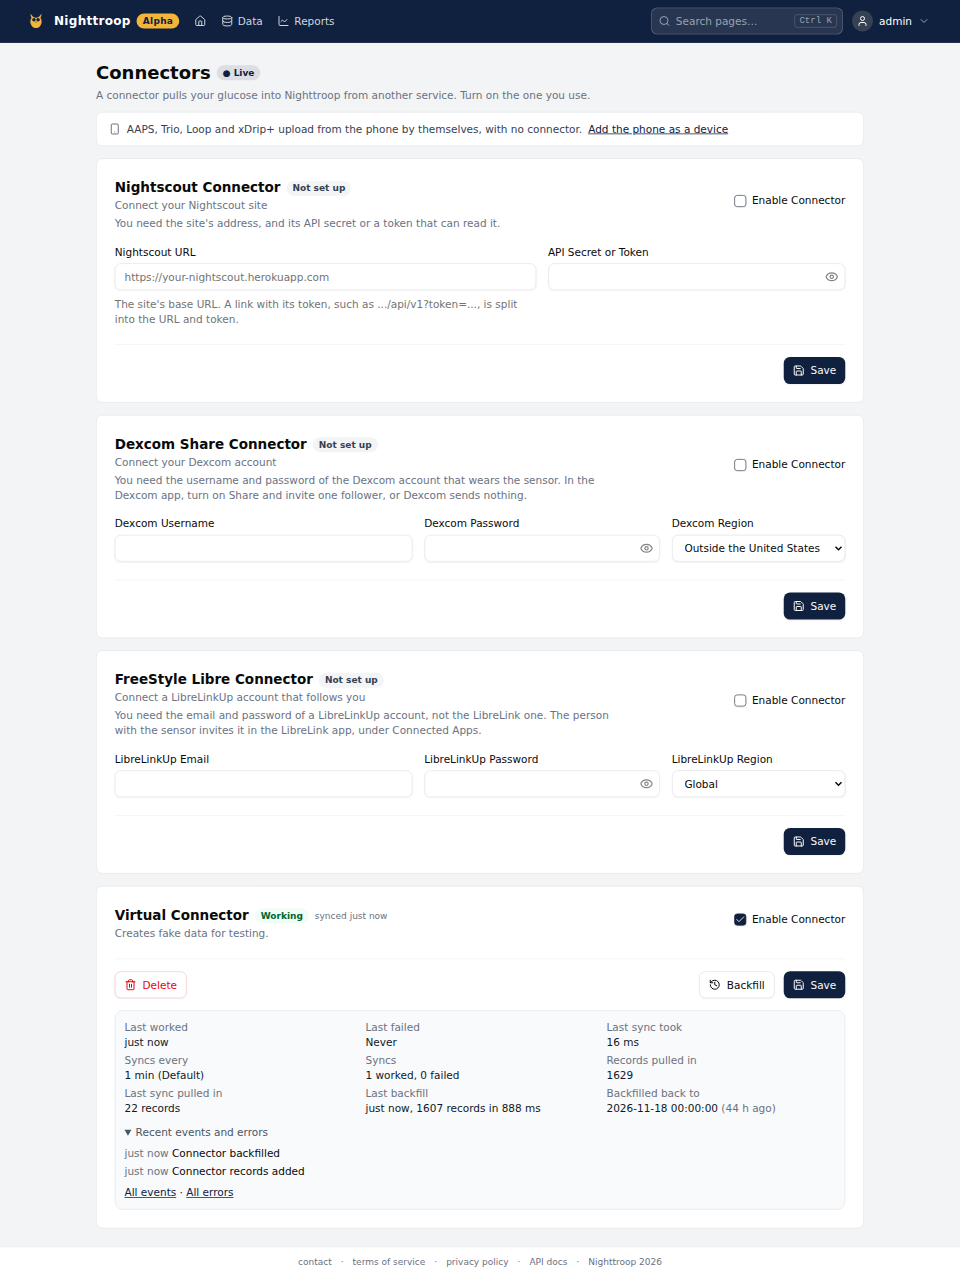 Nighttroop Alpha Data Reports Search pages... Ctrl K admin
Connectors Live
A connector pulls your glucose into Nighttroop from another service. Turn on the one you use.
AAPS, Trio, Loop and xDrip+ upload from the phone by themselves, with no connector. Add the phone as a device
Nightscout Connector Not set up
Connect your Nightscout site
You need the site's address, and its API secret or a token that can read it.
Enable Connector
Nightscout URL
https://your-nightscout.herokuapp.com
The site's base URL. A link with its token, such as .../api/v1?token=..., is split
into the URL and token.
API Secret or Token
Save
Dexcom Share Connector Not set up
Connect your Dexcom account
You need the username and password of the Dexcom account that wears the sensor. In the
Dexcom app, turn on Share and invite one follower, or Dexcom sends nothing.
Enable Connector
Dexcom Username
Dexcom Password
Dexcom Region
Outside the United States
Save
FreeStyle Libre Connector Not set up
Connect a LibreLinkUp account that follows you
You need the email and password of a LibreLinkUp account, not the LibreLink one. The person
with the sensor invites it in the LibreLink app, under Connected Apps.
Enable Connector
LibreLinkUp Email
LibreLinkUp Password
LibreLinkUp Region
Global
Save
Virtual Connector Working synced just now
Creates fake data for testing.
Enable Connector
Delete
Backfill
Save
Last worked
just now
Last failed
Never
Last sync took
16 ms
Syncs every
1 min (Default)
Syncs
1 worked, 0 failed
Records pulled in
1629
Last sync pulled in
22 records
Last backfill
just now, 1607 records in 888 ms
Backfilled back to
2026-11-18 00:00:00 (44 h ago)
Recent events and errors
just now Connector backfilled
just now Connector records added
All events · All errors
contact · terms of service · privacy policy · API docs · Nighttroop 2026